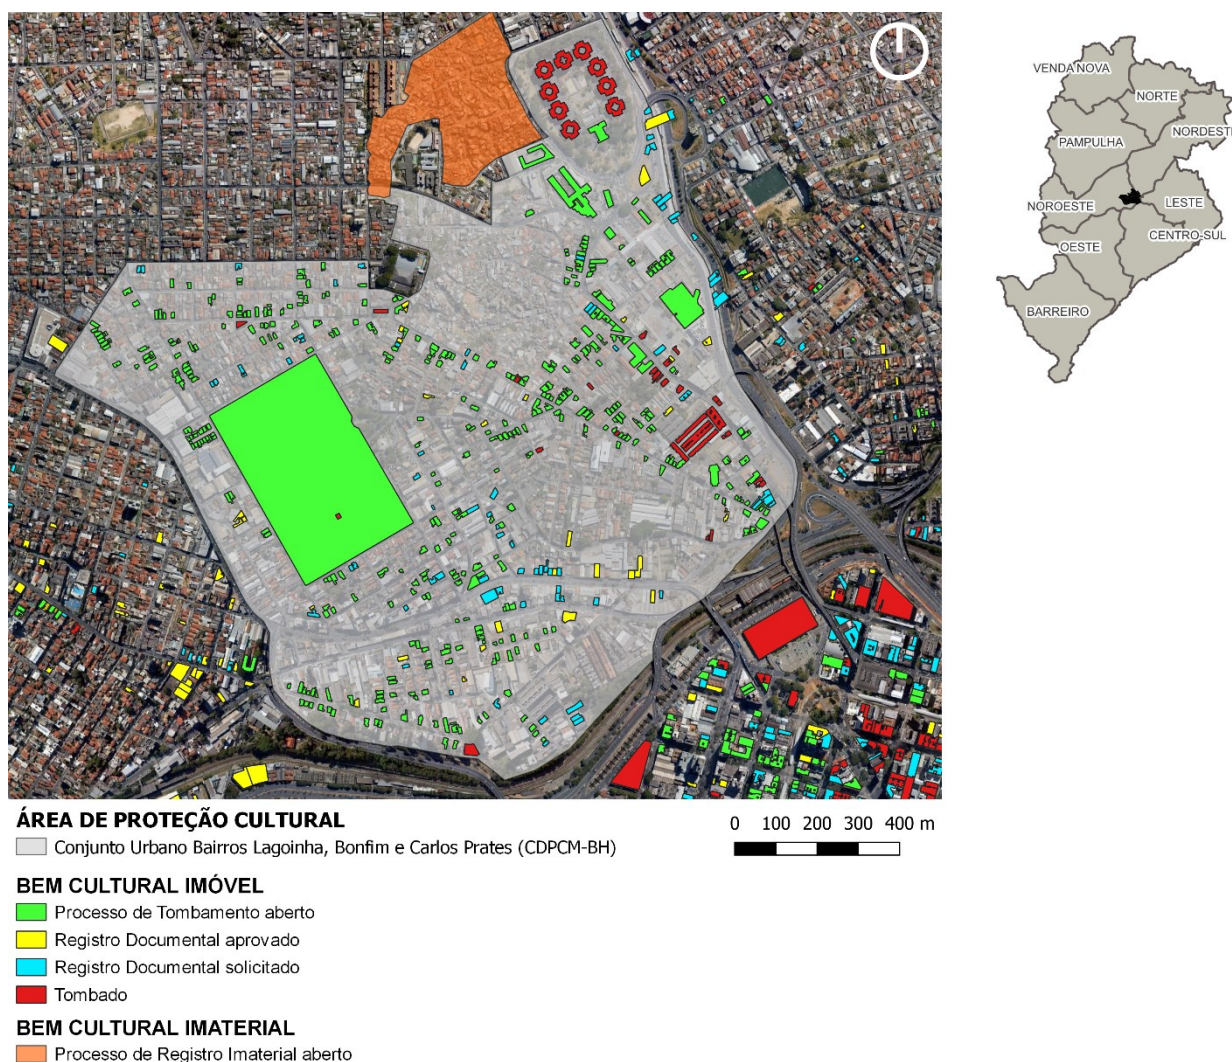 VENDA NOVA
NORTE
NORDESTE
PAMPULHA
NOROESTE
LESTE
CENTRO-SUL
OESTE
BARREIRO
ÁREA DE PROTEÇÃO CULTURAL
Conjunto Urbano Bairros Lagoinha, Bonfim e Carlos Prates (CDPCM-BH)
0 100 200 300 400 m
BEM CULTURAL IMÓVEL
Processo de Tombamento aberto
Registro Documental aprovado
Registro Documental solicitado
Tombado
BEM CULTURAL IMATERIAL
Processo de Registro Imaterial aberto